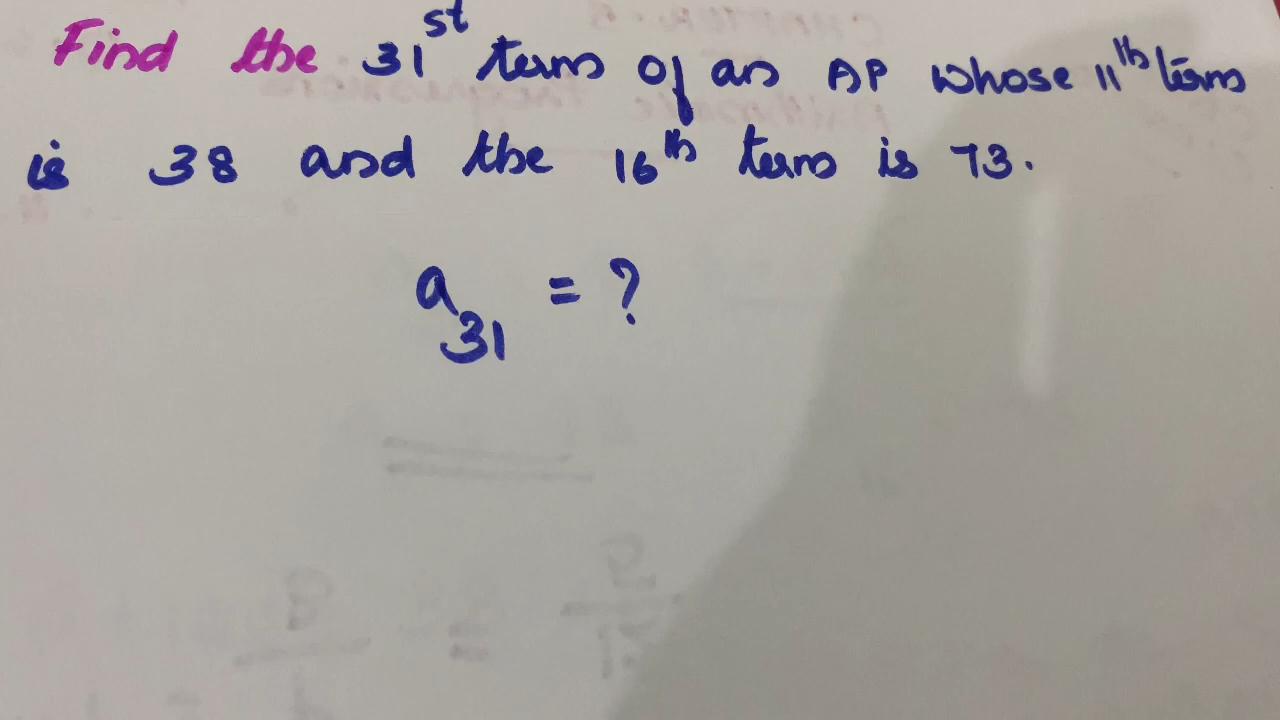 Find the 31st term of an AP whose 11th term
is 38 and the 16th term is 73.
a31 = ?